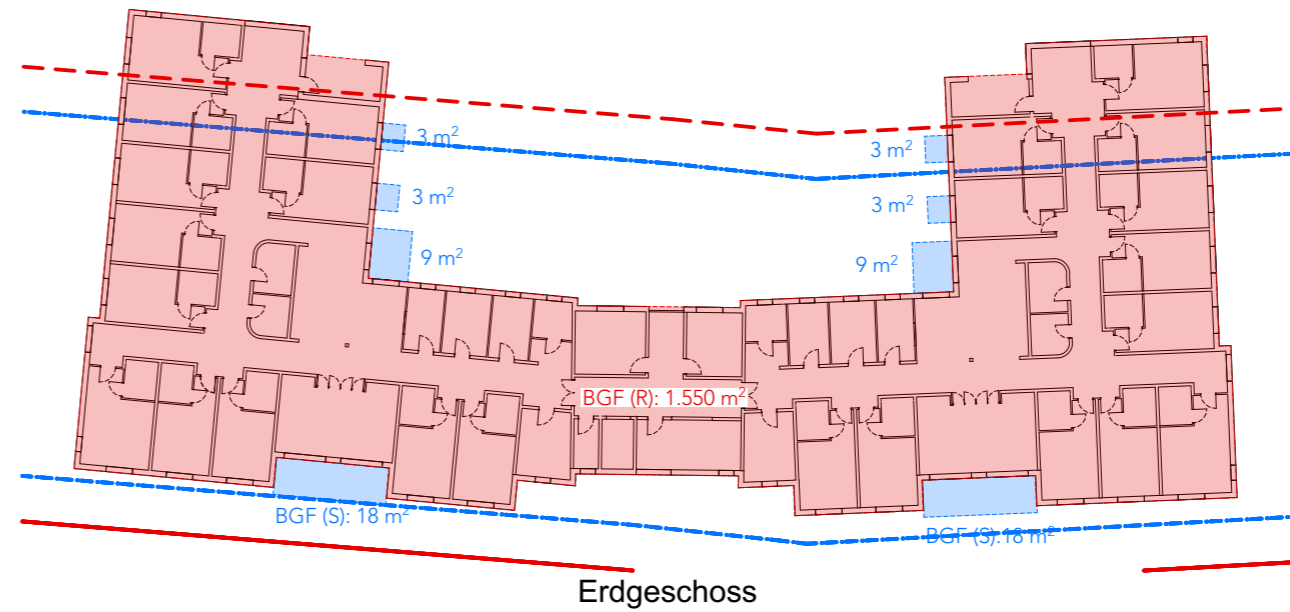 3 m²
3 m²
3 m²
3 m²
9 m²
9 m²
BGF (R): 1.550 m²
BGF (S): 18 m²
BGF (S):18 m²
Erdgeschoss